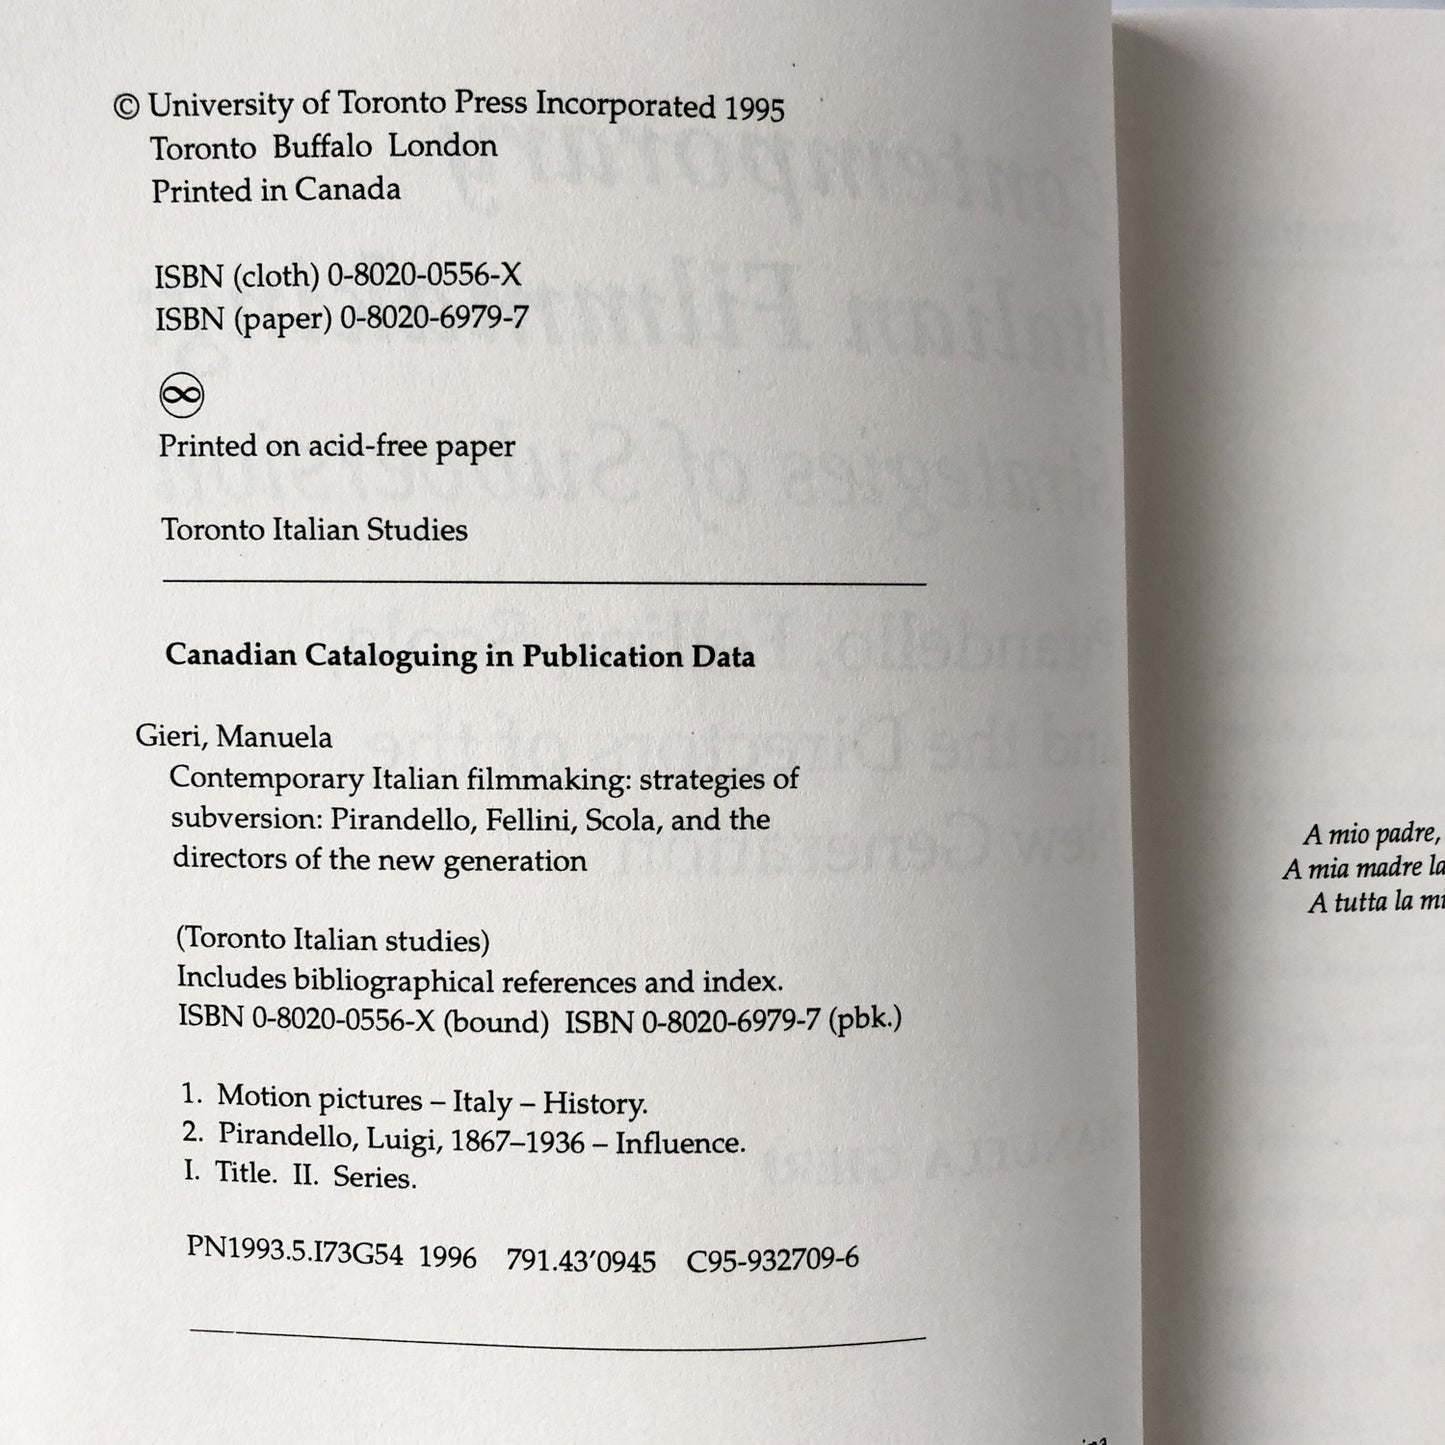 © University of Toronto Press Incorporated 1995
Toronto Buffalo London
Printed in Canada
ISBN (cloth) 0-8020-0556-X
ISBN (paper) 0-8020-6979-7
Printed on acid-free paper
Toronto Italian Studies
Canadian Cataloguing in Publication Data
Gieri, Manuela
Contemporary Italian filmmaking: strategies of
subversion: Pirandello, Fellini, Scola, and the
directors of the new generation
(Toronto Italian studies)
Includes bibliographical references and index.
ISBN 0-8020-0556-X (bound) ISBN 0-8020-6979-7 (pbk.)
1. Motion pictures – Italy – History.
2. Pirandello, Luigi, 1867–1936 – Influence.
I. Title. II. Series.
PN1993.5.I73G54 1996 791.43′0945 C95-932709-6
A mio padre,
A mia madre
A tutta la